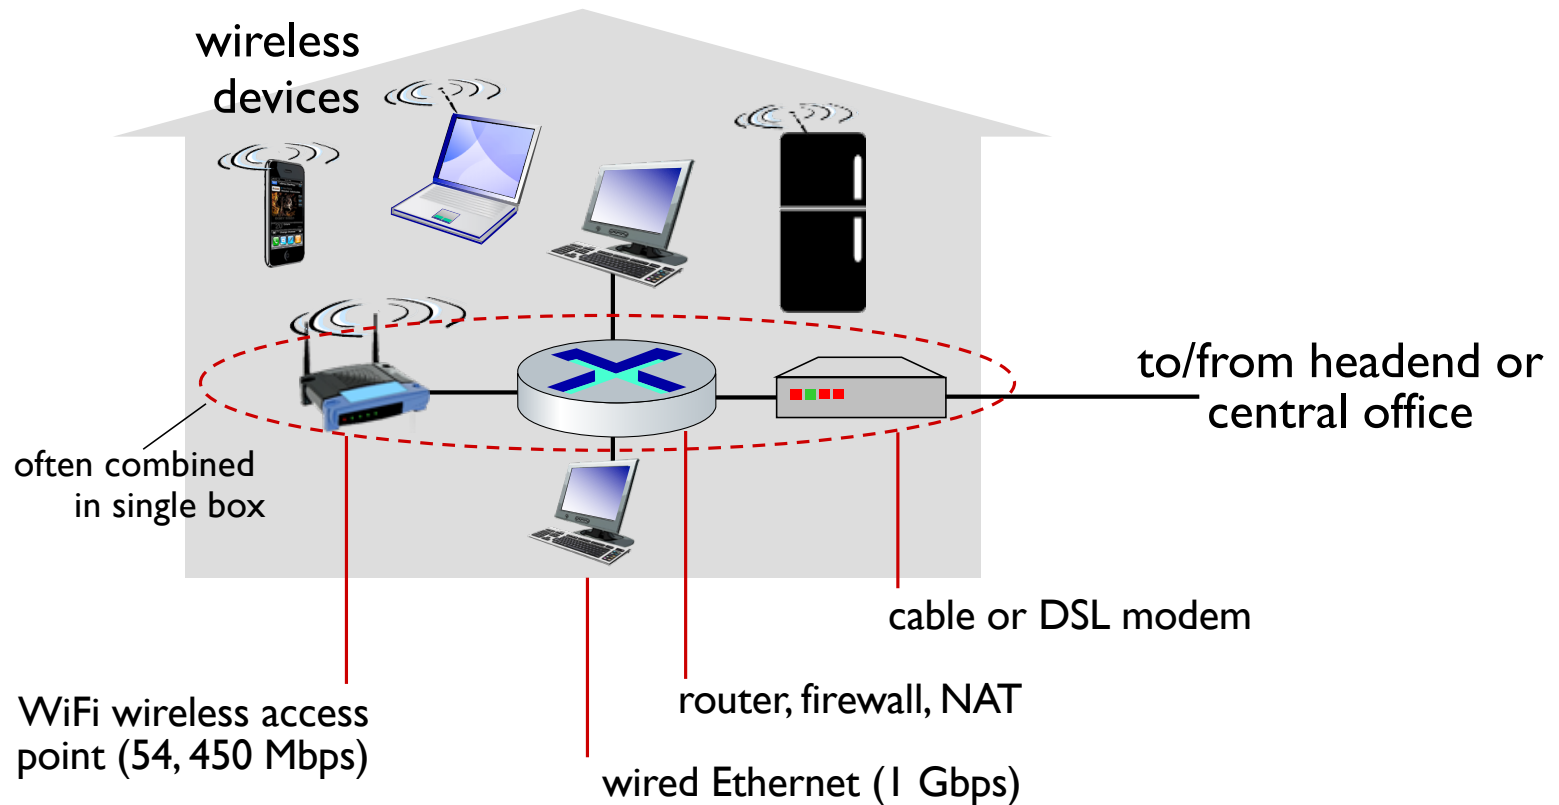 wireless
devices
to/from headend or
central office
often combined
in single box
cable or DSL modem
router, firewall, NAT
WiFi wireless access
point (54, 450 Mbps)
wired Ethernet (1 Gbps)